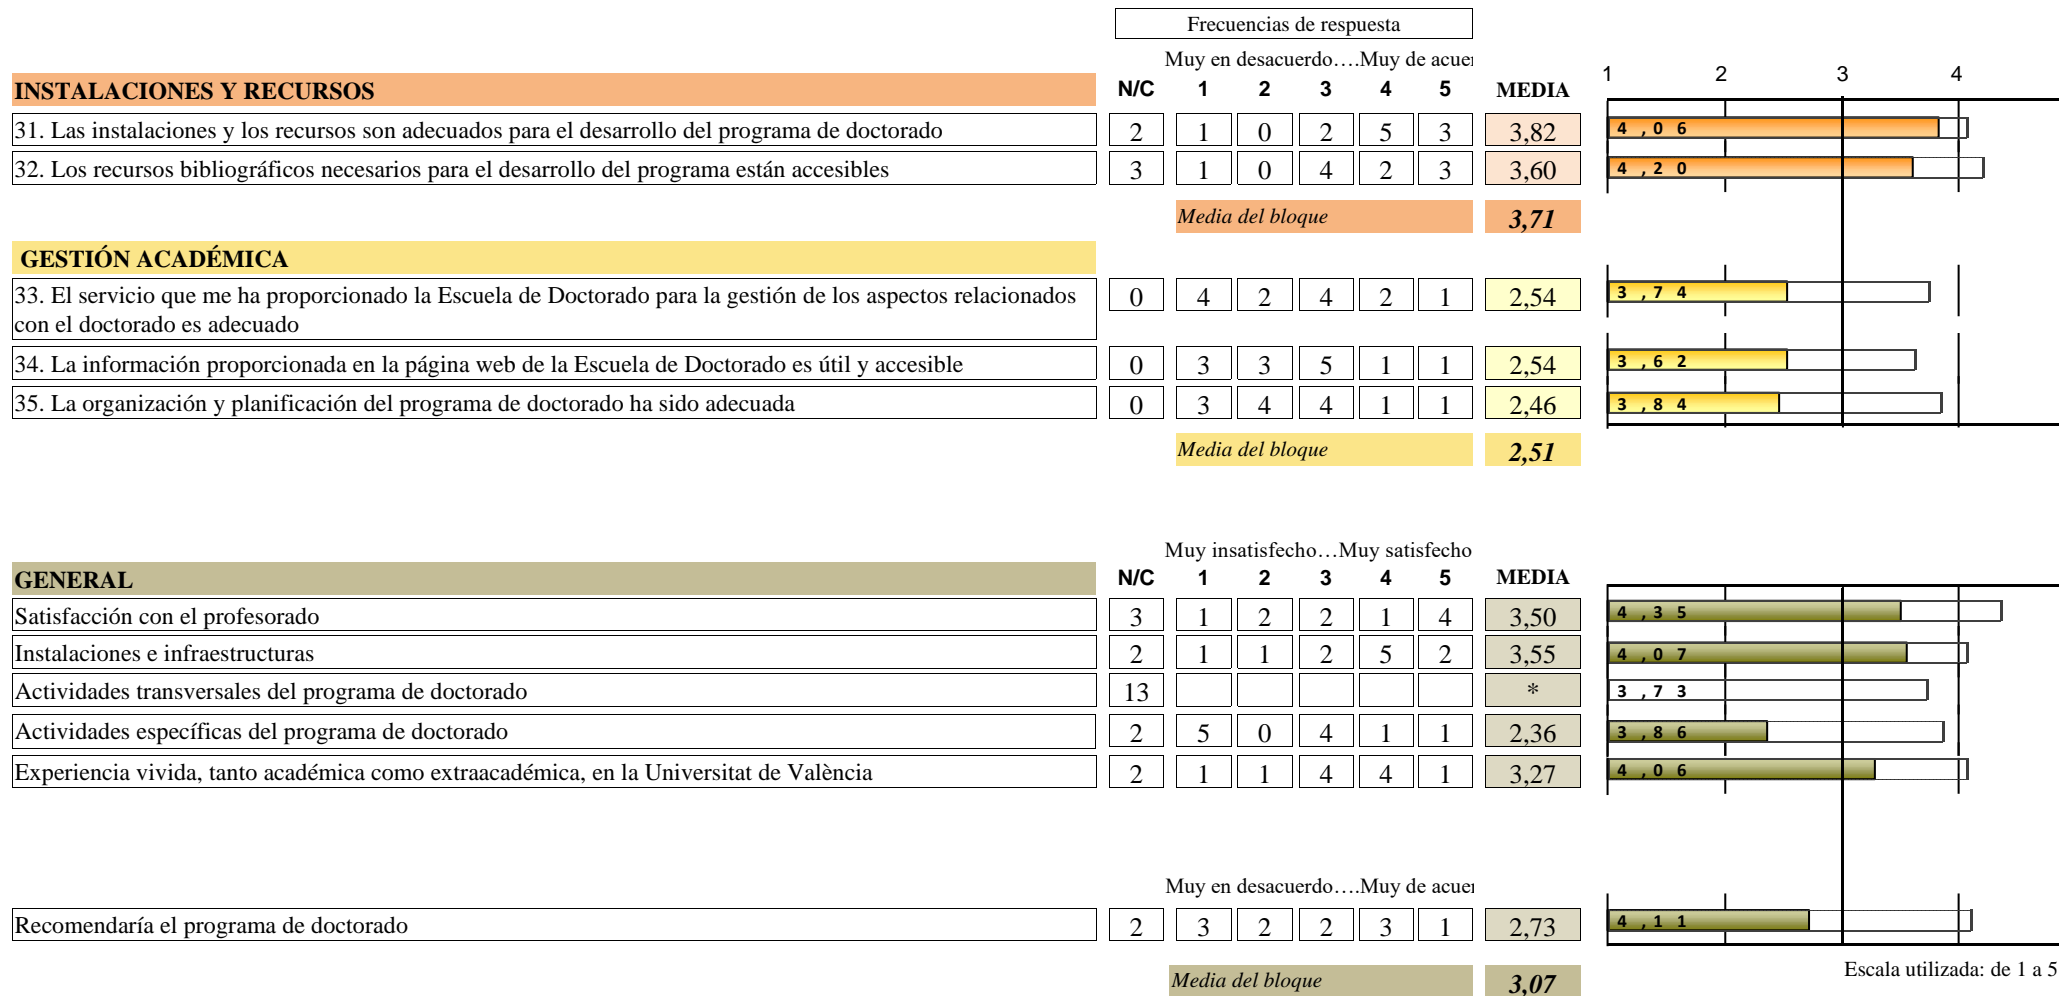 Frecuencias de respuesta
Muy en desacuerdo….Muy de acuer
INSTALACIONES Y RECURSOS N/C 1 2 3 4 5 MEDIA 1 2 3 4
31. Las instalaciones y los recursos son adecuados para el desarrollo del programa de doctorado 2 1 0 2 5 3 3,82 4,06
32. Los recursos bibliográficos necesarios para el desarrollo del programa están accesibles 3 1 0 4 2 3 3,60 4,20
Media del bloque 3,71
GESTIÓN ACADÉMICA
33. El servicio que me ha proporcionado la Escuela de Doctorado para la gestión de los aspectos relacionados
con el doctorado es adecuado 0 4 2 4 2 1 2,54 3,74
34. La información proporcionada en la página web de la Escuela de Doctorado es útil y accesible 0 3 3 5 1 1 2,54 3,62
35. La organización y planificación del programa de doctorado ha sido adecuada 0 3 4 4 1 1 2,46 3,84
Media del bloque 2,51
Muy insatisfecho…Muy satisfecho
GENERAL N/C 1 2 3 4 5 MEDIA
Satisfacción con el profesorado 3 1 2 2 1 4 3,50 4,35
Instalaciones e infraestructuras 2 1 1 2 5 2 3,55 4,07
Actividades transversales del programa de doctorado 13 * 3,73
Actividades específicas del programa de doctorado 2 5 0 4 1 1 2,36 3,86
Experiencia vivida, tanto académica como extraacadémica, en la Universitat de València 2 1 1 4 4 1 3,27 4,06
Muy en desacuerdo….Muy de acuer
Recomendaría el programa de doctorado 2 3 2 2 3 1 2,73 4,11
Media del bloque 3,07
Escala utilizada: de 1 a 5